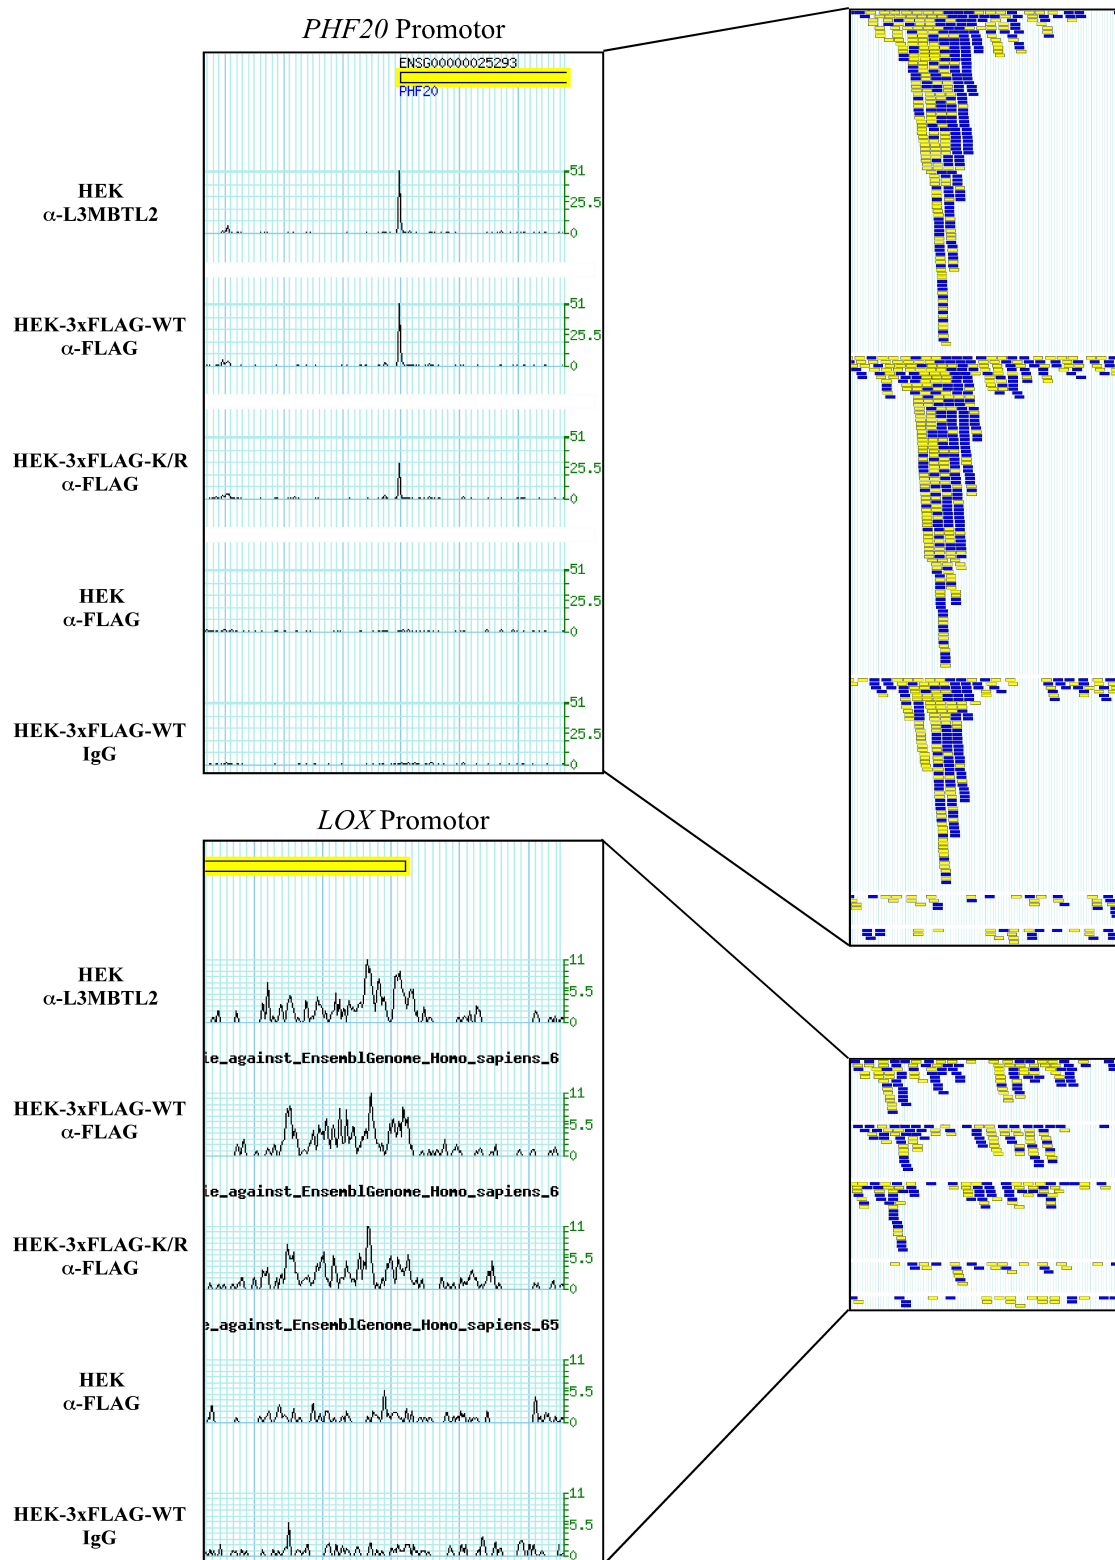 PHF20 Promotor
ENSG00000025293
PHF20
HEK
α-L3MBTL2
51
25.5
0
HEK-3xFLAG-WT
α-FLAG
51
25.5
0
HEK-3xFLAG-K/R
α-FLAG
51
25.5
0
HEK
α-FLAG
51
25.5
0
HEK-3xFLAG-WT
IgG
51
25.5
0
LOX Promotor
HEK
α-L3MBTL2
11
5.5
0
ie_against_EnsemblGenome_Homo_sapiens_6
HEK-3xFLAG-WT
α-FLAG
11
5.5
0
ie_against_EnsemblGenome_Homo_sapiens_6
HEK-3xFLAG-K/R
α-FLAG
11
5.5
0
e_against_EnsemblGenome_Homo_sapiens_65
HEK
α-FLAG
11
5.5
0
HEK-3xFLAG-WT
IgG
11
5.5
0